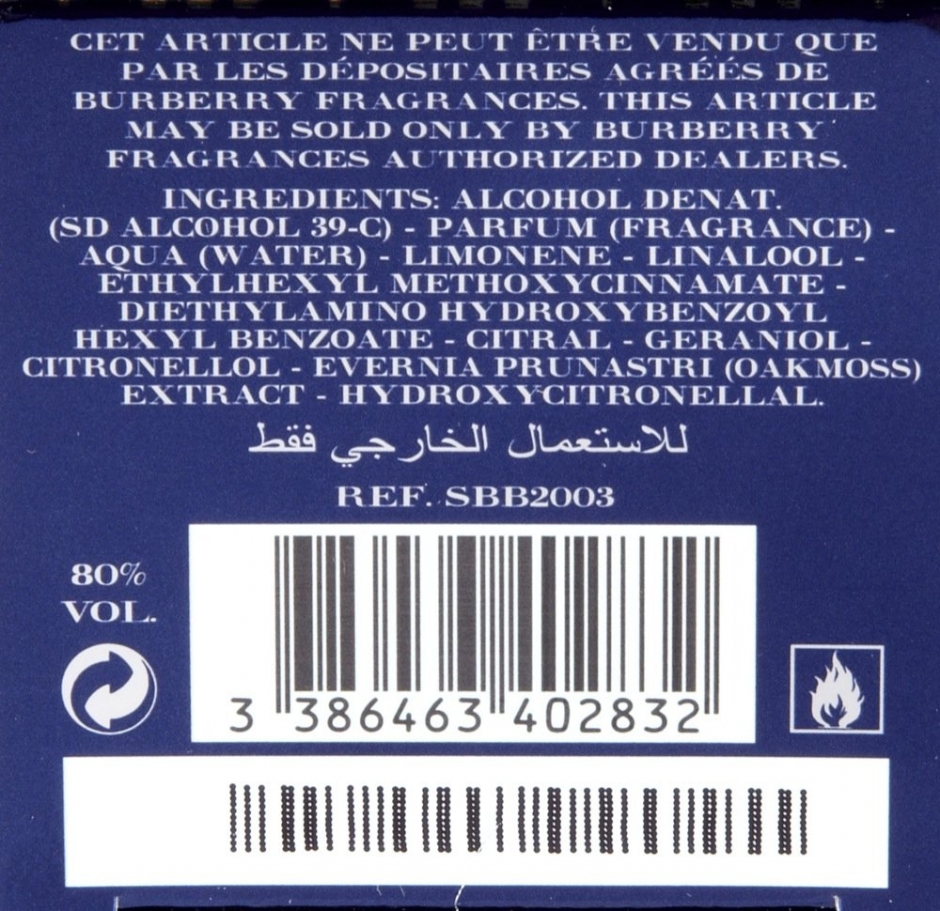 CET ARTICLE NE PEUT ÊTRE VENDU QUE
PAR LES DÉPOSITAIRES AGRÉÉS DE
BURBERRY FRAGRANCES. THIS ARTICLE
MAY BE SOLD ONLY BY BURBERRY
FRAGRANCES AUTHORIZED DEALERS.
INGREDIENTS: ALCOHOL DENAT.
(SD ALCOHOL 39-C) - PARFUM (FRAGRANCE) -
AQUA (WATER) - LIMONENE - LINALOOL -
ETHYLHEXYL METHOXYCINNAMATE -
DIETHYLAMINO HYDROXYBENZOYL
HEXYL BENZOATE - CITRAL - GERANIOL -
CITRONELLOL - EVERNIA PRUNASTRI (OAKMOSS)
EXTRACT - HYDROXYCITRONELLAL.
للاستعمال الخارجي فقط
REF. SBB2003
80%
VOL.
3 386463 402832